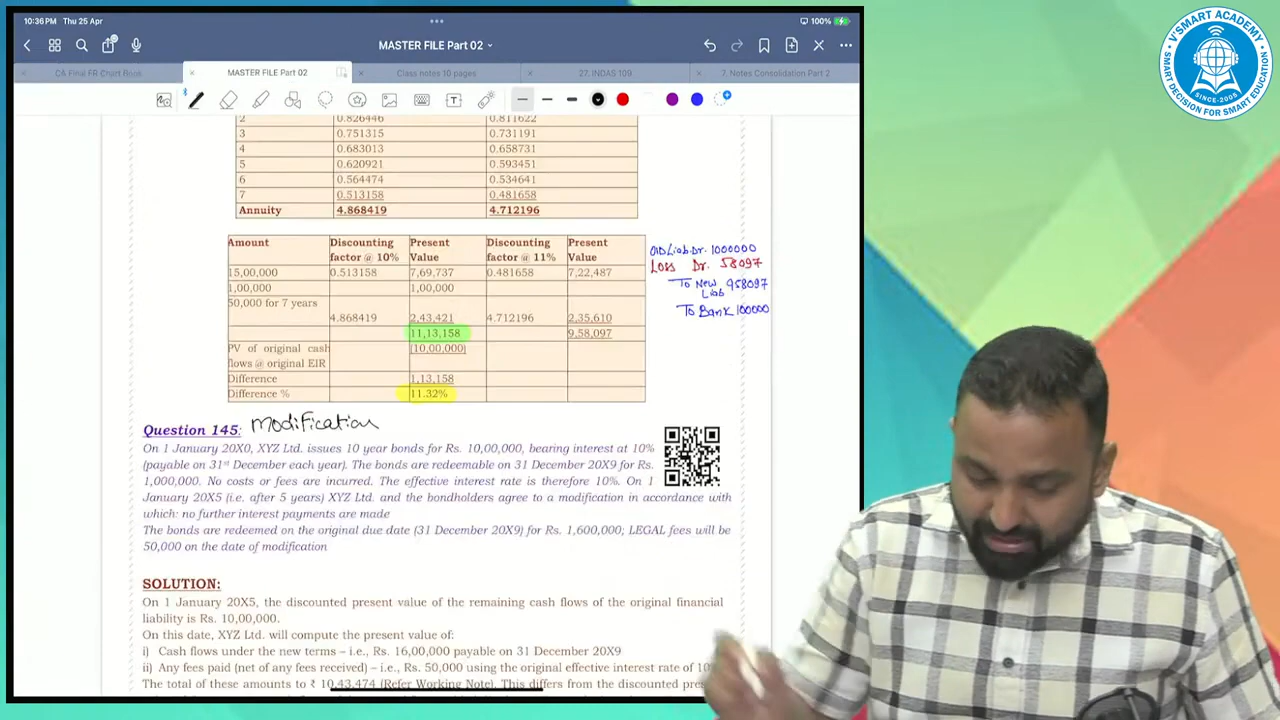 10:36 PM Thu 25 Apr
100%
MASTER FILE Part 02
CA Final FR Chart Roos
MASTER FILE Part 02
Class notes 10 pages
27. INDAS 109
7. Notes Consolidation Part 2
V'SMART ACADEMY
SINCE-2005
SMART DECISION FOR SMART EDUCATION
2 0.826446 0.811622
3 0.751315 0.731191
4 0.683013 0.658731
5 0.620921 0.593451
6 0.564474 0.534641
7 0.513158 0.481658
Annuity 4.868419 4.712196
Amount Discounting factor @ 10% Present Value Discounting factor @ 11% Present Value
15,00,000 0.513158 7,69,737 0.481658 7,22,487
1,00,000 1,00,000
50,000 for 7 years
4.868419 2,43,421 4.712196 2,35,610
11,13,158 9,58,097
PV of original cash flows @ original EIR (10,00,000)
Difference 1,13,158
Difference % 11.32%
Old Liab. Dr. 1000000
Loss Dr. 58097
To New Liab 958097
To Bank 100000
Question 145: Modification
On 1 January 20X0, XYZ Ltd. issues 10 year bonds for Rs. 10,00,000, bearing interest at 10%
(payable on 31st December each year). The bonds are redeemable on 31 December 20X9 for Rs.
1,000,000. No costs or fees are incurred. The effective interest rate is therefore 10%. On 1
January 20X5 (i.e. after 5 years) XYZ Ltd. and the bondholders agree to a modification in accordance with
which: no further interest payments are made
The bonds are redeemed on the original due date (31 December 20X9) for Rs. 1,600,000; LEGAL fees will be
50,000 on the date of modification
SOLUTION:
On 1 January 20X5, the discounted present value of the remaining cash flows of the original financial
liability is Rs. 10,00,000.
On this date, XYZ Ltd. will compute the present value of:
i) Cash flows under the new terms – i.e., Rs. 16,00,000 payable on 31 December 20X9
ii) Any fees paid (net of any fees received) – i.e., Rs. 50,000 using the original effective interest rate of
The total of these amounts to ₹ 10,43,474 (Refer Working Note). This differs from the discounted